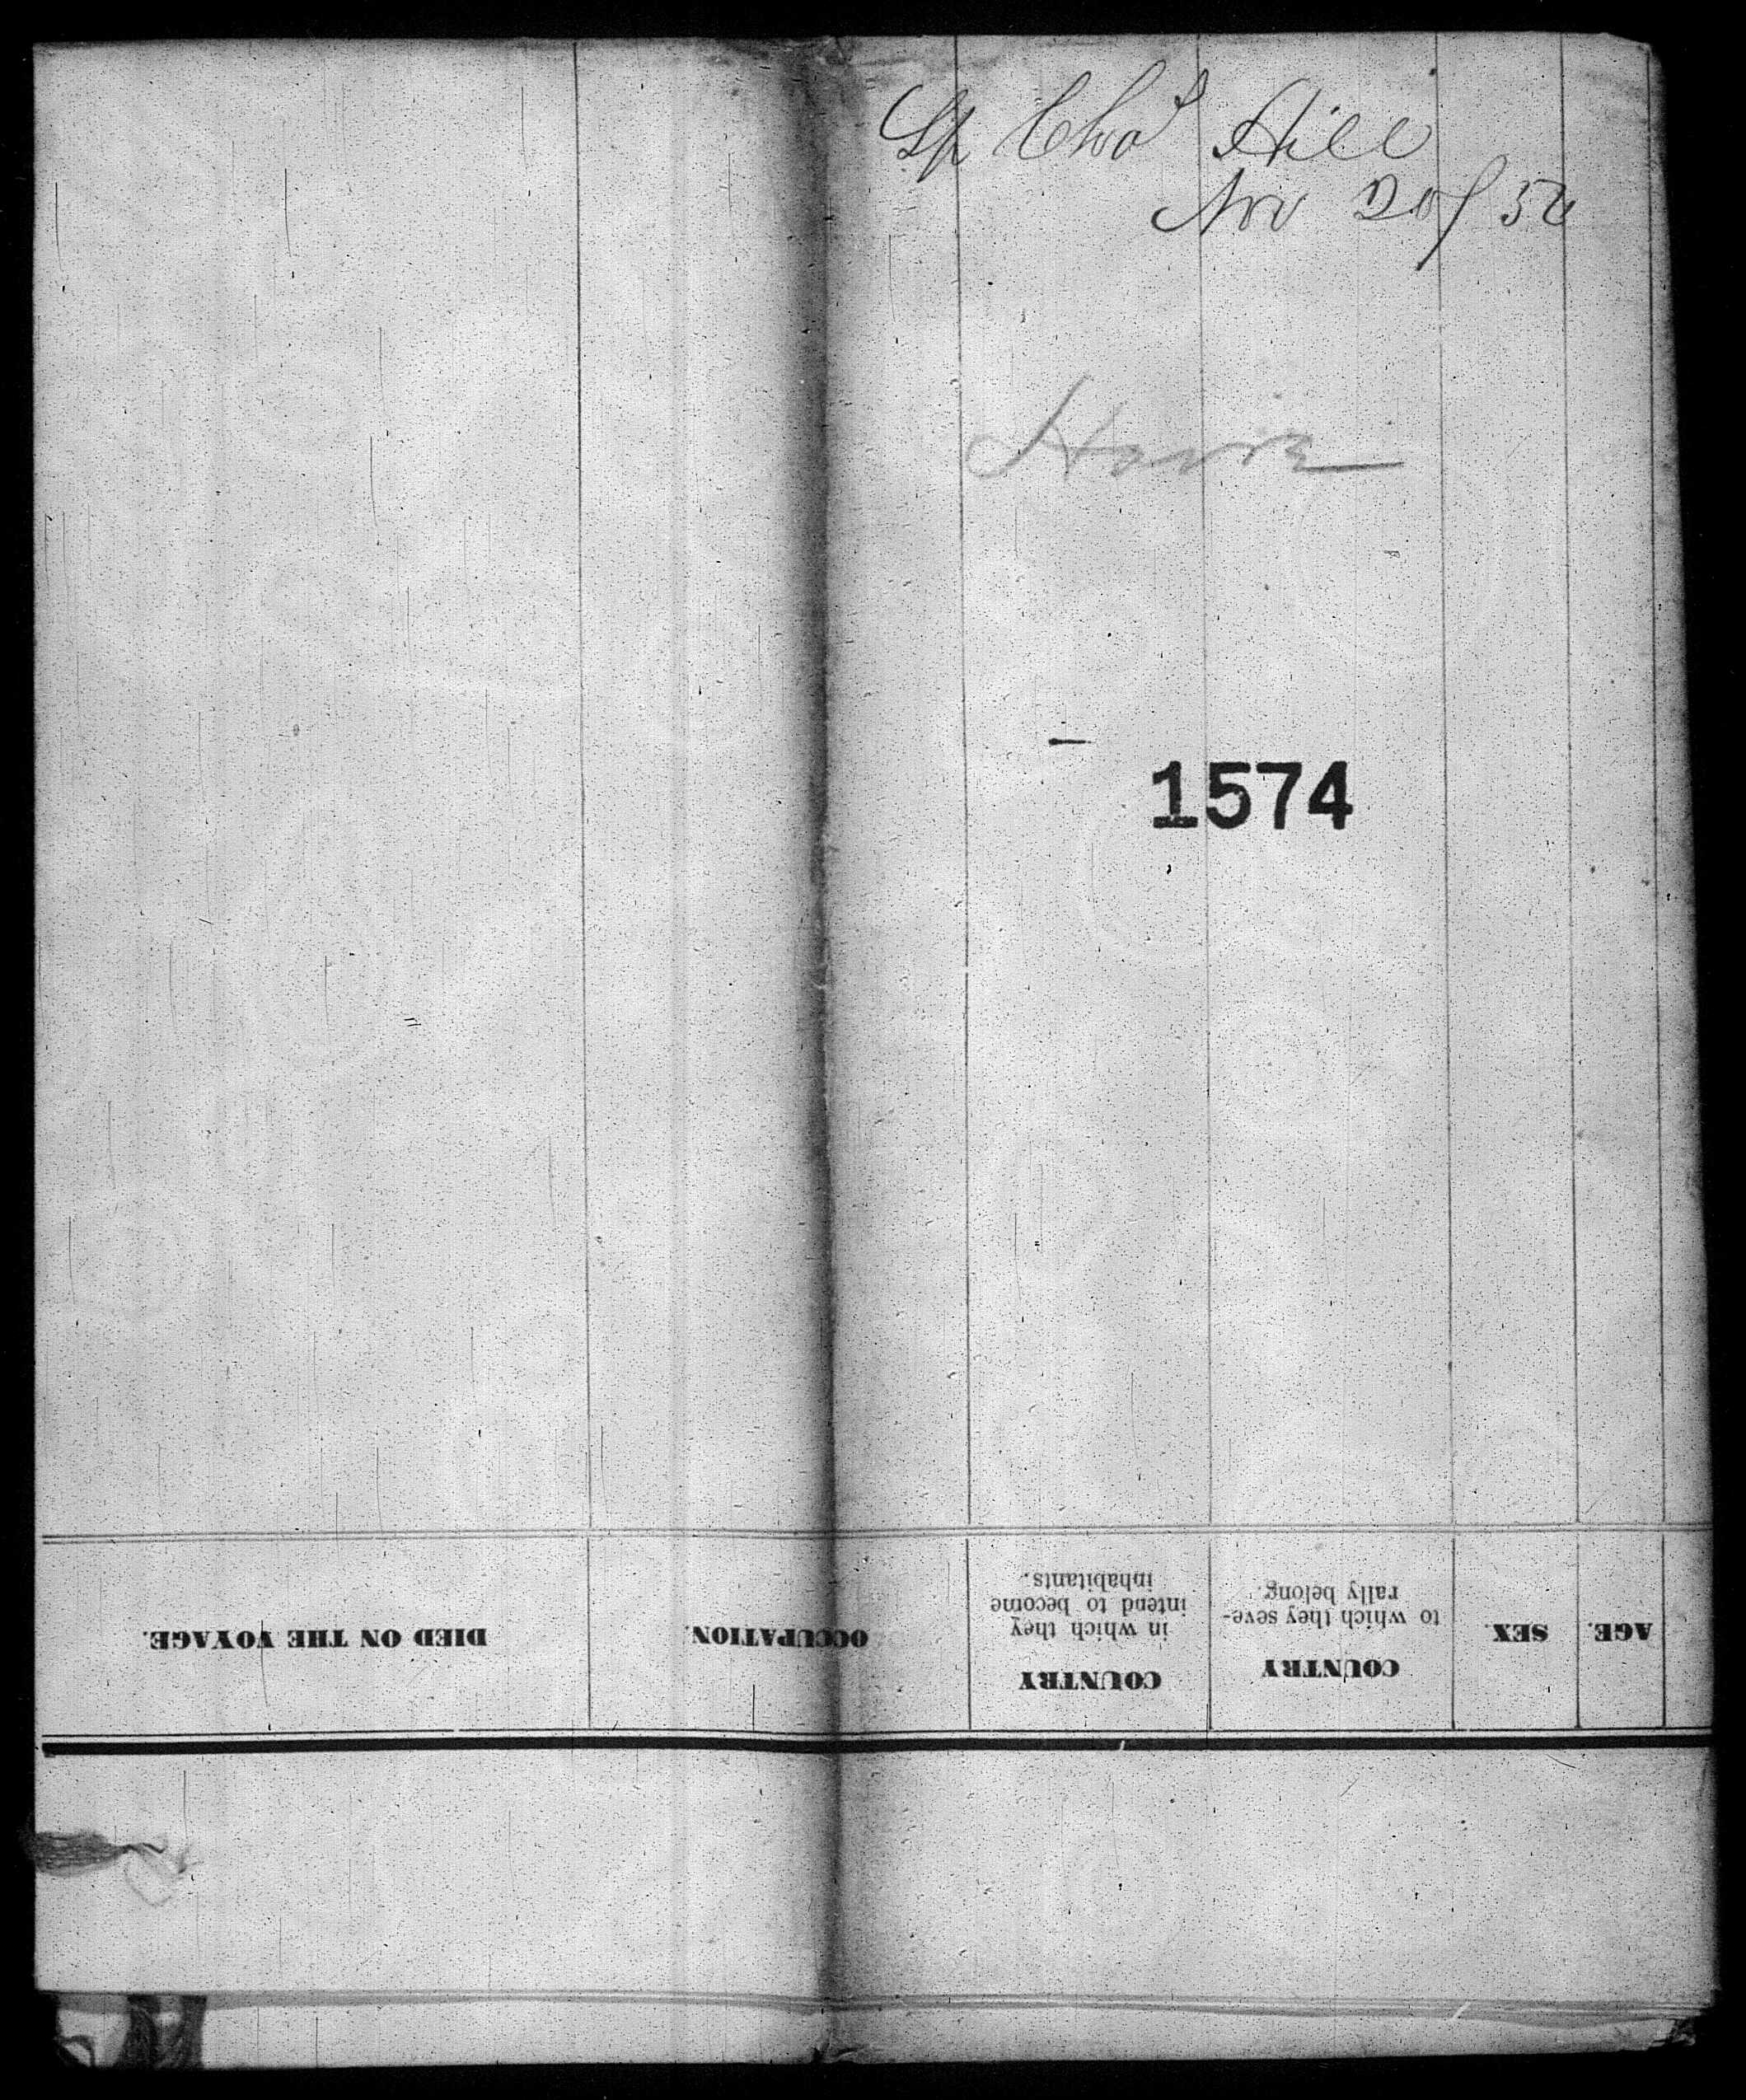 Sp Chas Hill
Nov 20/54
Havre
1574
AGE.
SEX.
COUNTRY
to which they seve-
rally belong.
COUNTRY
in which they
intend to become
inhabitants.
OCCUPATION.
DIED ON THE VOYAGE.